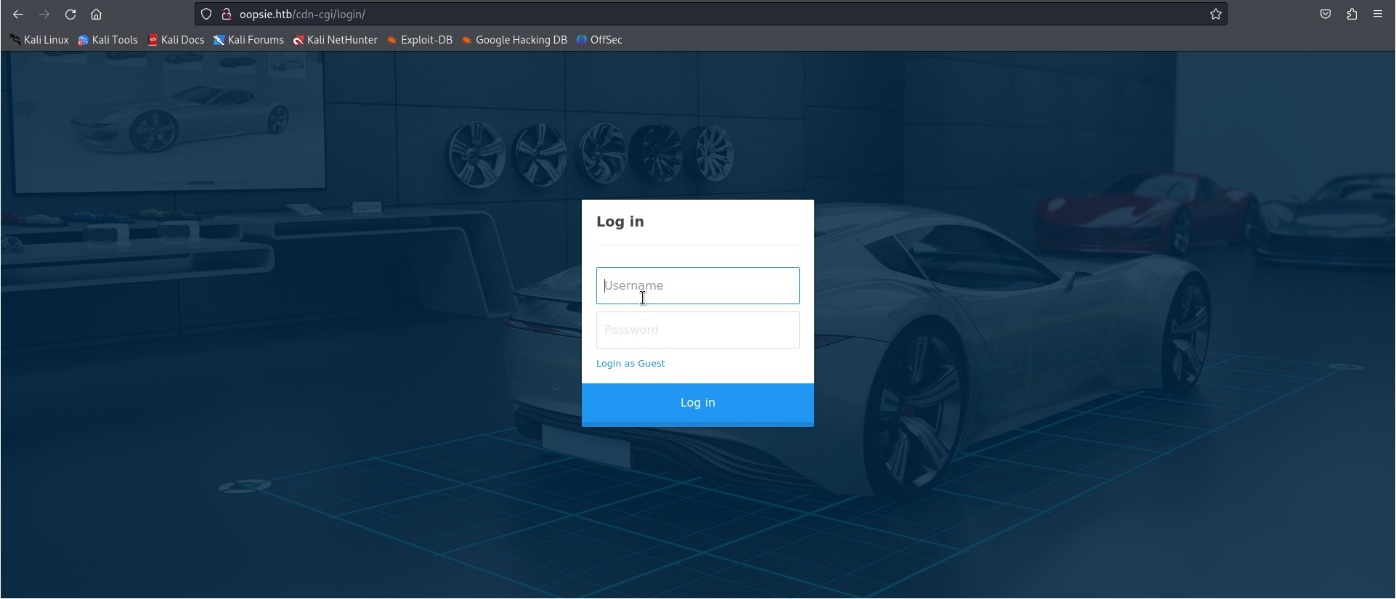 oopsie.htb/cdn-cgi/login/
Kali Linux Kali Tools Kali Docs Kali Forums Kali NetHunter Exploit-DB Google Hacking DB OffSec
Log in
Username
Password
Login as Guest
Log in